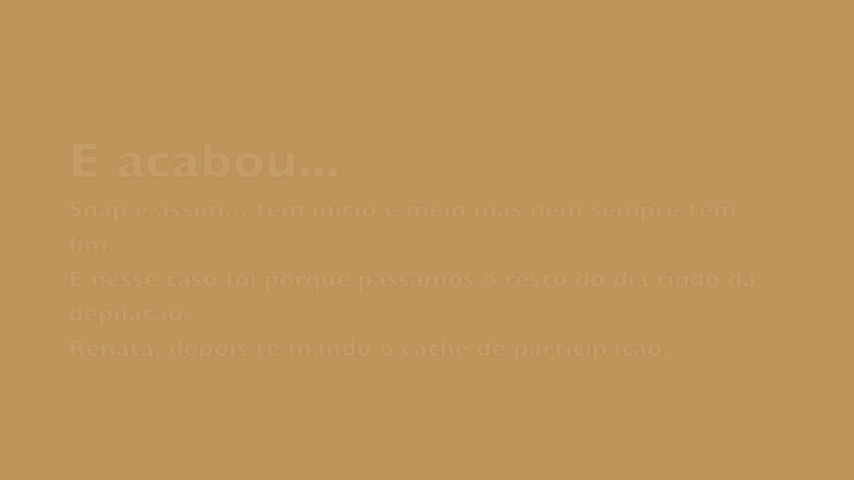 E acabou...
Snap é assim... tem início e meio mas nem sempre tem
fim.
E nesse caso foi porquê passamos o resto do dia rindo da
depilação.
Renata, depois te mando o cachê de participação.